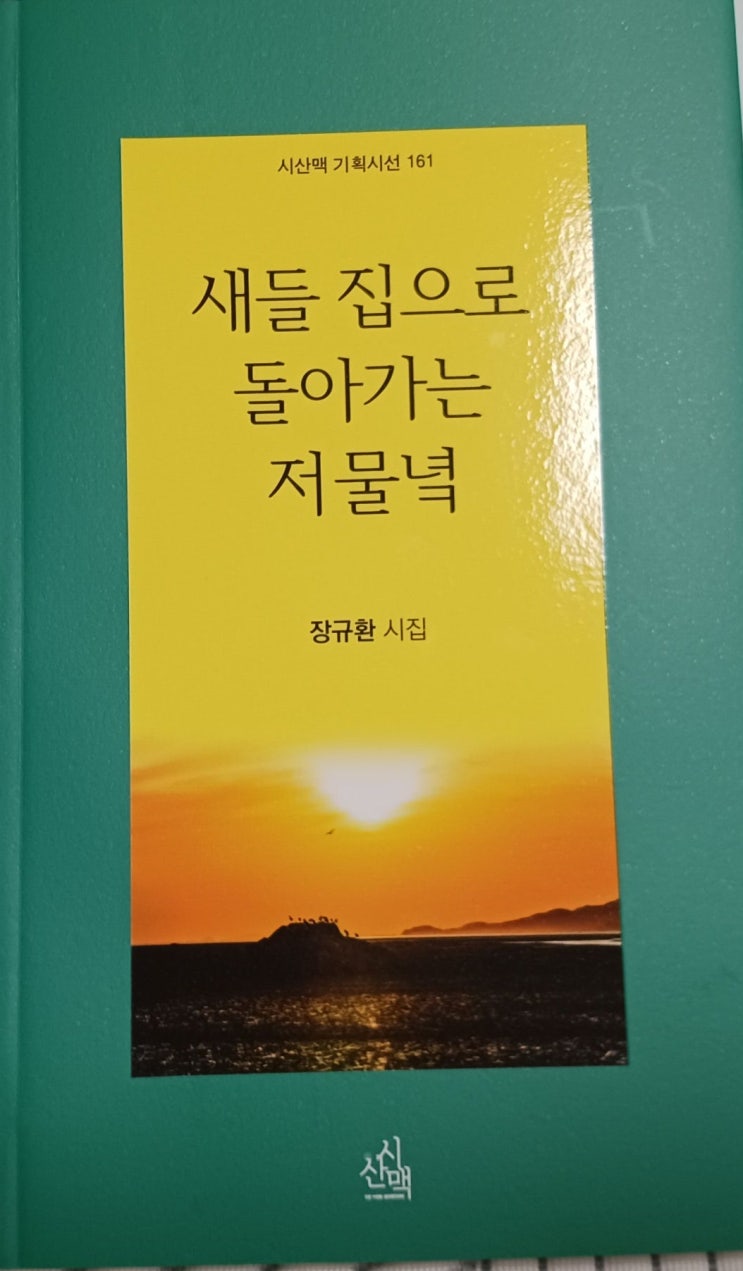 시산맥 기획시선 161
새들 집으로
돌아가는
저물녘
장규환 시집
시
산맥